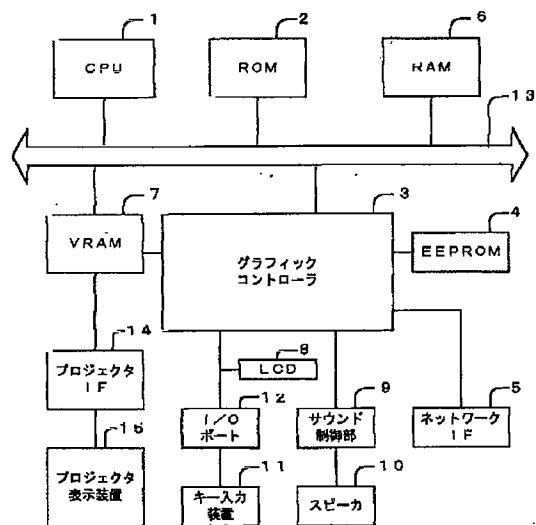 1
2
6
CPU
ROM
RAM
13
7
3
4
VRAM
グラフィック
コントローラ
EEPROM
14
8
LCD
プロジェクタ
IF
12
9
5
I/O
ポート
サウンド
制御部
ネットワーク
IF
15
11
10
プロジェクタ
表示装置
キー入力
装置
スピーカ